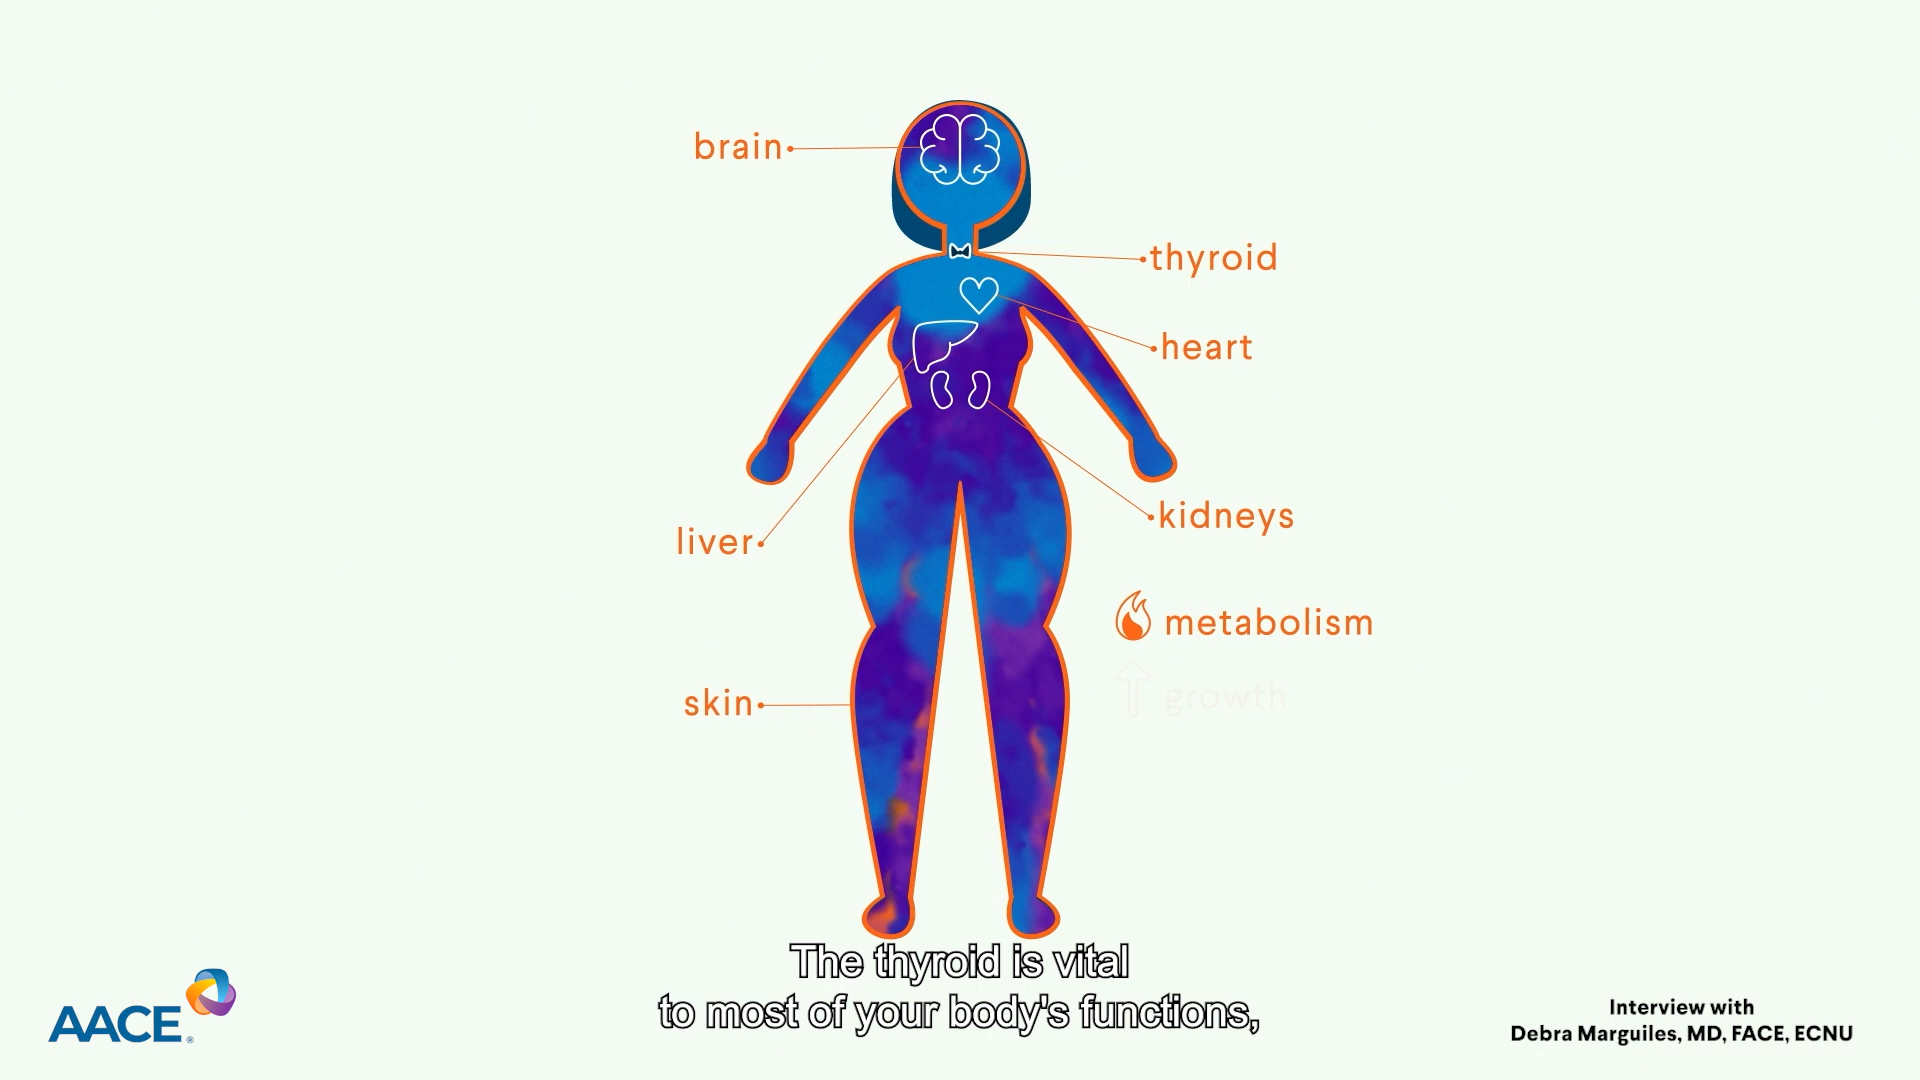 brain
thyroid
heart
kidneys
liver
metabolism
growth
skin
The thyroid is vital
to most of your body's functions,
AACE®
Interview with
Debra Marguiles, MD, FACE, ECNU